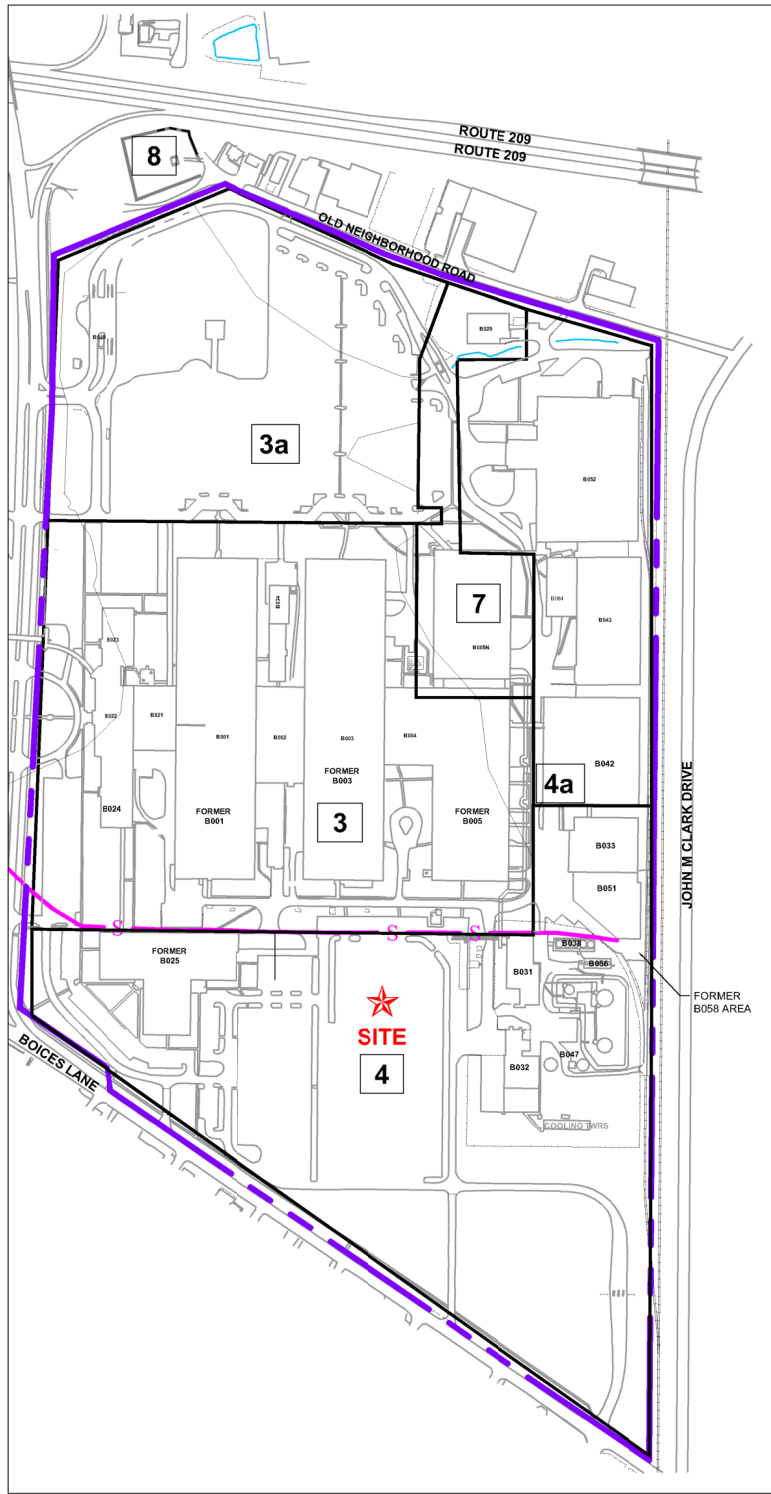 ROUTE 209
ROUTE 209
8
OLD NEIGHBORHOOD ROAD
B029
B049
3a
B052
7
B034
B064
B043
B023
B005N
B022
B021
B001
B002
B003
B004
B042
FORMER
B003
4a
B024
FORMER
B001
3
FORMER
B005
B033
JOHN M CLARK DRIVE
B051
S
S
S
B038
FORMER
B025
B031
B056
FORMER
B058 AREA
SITE
BOICES LANE
4
B047
B032
COOLING TWRS